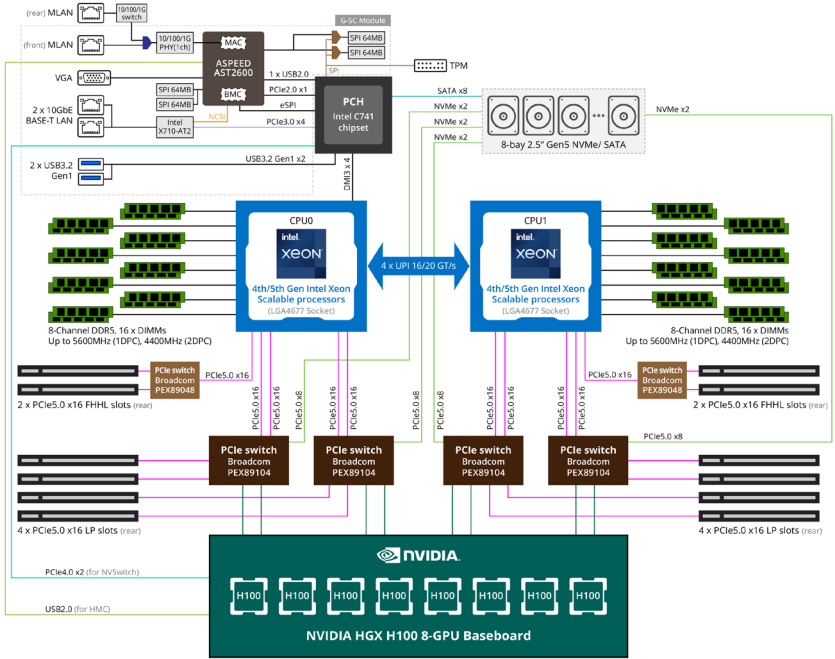 (rear) MLAN
10/100/1G
switch
G-SC Module
(front) MLAN
10/100/1G
PHY(1ch)
MAC
ASPEED
AST2600
BMC
SPI 64MB
SPI 64MB
SPI
TPM
VGA
1 x USB2.0
SPI 64MB
SPI 64MB
PCIe2.0 x1
eSPI
PCH
Intel C741
chipset
SATA x8
NVMe x2
NVMe x2
NVMe x2
NVMe x2
8-bay 2.5” Gen5 NVMe/ SATA
2 x 10GbE
BASE-T LAN
NCSI
Intel
X710-AT2
PCIe3.0 x4
2 x USB3.2
Gen1
USB3.2 Gen1 x2
DMI3 x 4
CPU0
intel.
XEON
4th/5th Gen Intel Xeon
Scalable processors
(LGA4677 Socket)
4 x UPI 16/20 GT/s
CPU1
intel.
XEON
4th/5th Gen Intel Xeon
Scalable processors
(LGA4677 Socket)
8-Channel DDR5, 16 x DIMMs
Up to 5600MHz (1DPC), 4400MHz (2DPC)
8-Channel DDR5, 16 x DIMMs
Up to 5600MHz (1DPC), 4400MHz (2DPC)
PCIe switch
Broadcom
PEX89048
PCIe5.0 x16
2 x PCIe5.0 x16 FHHL slots (rear)
PCIe5.0 x16
PCIe switch
Broadcom
PEX89048
2 x PCIe5.0 x16 FHHL slots (rear)
PCIe5.0 x16
PCIe5.0 x16
PCIe5.0 x8
PCIe5.0 x16
PCIe5.0 x16
PCIe5.0 x8
PCIe5.0 x8
PCIe5.0 x16
PCIe5.0 x16
PCIe5.0 x16
PCIe5.0 x16
PCIe5.0 x8
PCIe switch
Broadcom
PEX89104
PCIe switch
Broadcom
PEX89104
PCIe switch
Broadcom
PEX89104
PCIe switch
Broadcom
PEX89104
4 x PCIe5.0 x16 LP slots (rear)
4 x PCIe5.0 x16 LP slots (rear)
PCIe4.0 x2 (for NVSwitch)
USB2.0 (for HMC)
NVIDIA.
H100
H100
H100
H100
H100
H100
H100
H100
NVIDIA HGX H100 8-GPU Baseboard